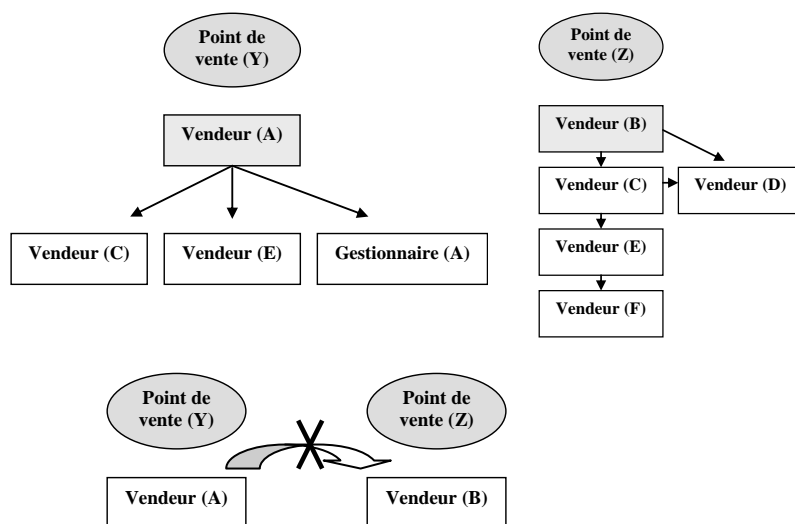 Point de
vente (Y)
Vendeur (A)
Vendeur (C)
Vendeur (E)
Gestionnaire (A)
Point de
vente (Z)
Vendeur (B)
Vendeur (C)
Vendeur (D)
Vendeur (E)
Vendeur (F)
Point de
vente (Y)
Point de
vente (Z)
Vendeur (A)
Vendeur (B)